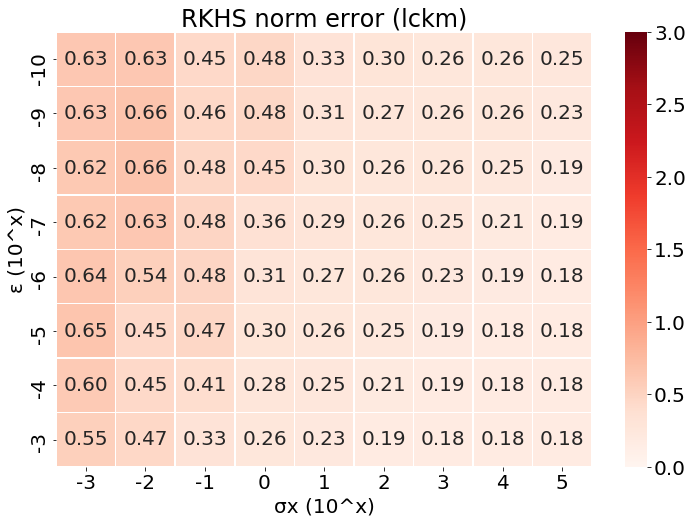 RKHS norm error (lckm)
ε (10^x)
-10 0.63 0.63 0.45 0.48 0.33 0.30 0.26 0.26 0.25
-9 0.63 0.66 0.46 0.48 0.31 0.27 0.26 0.26 0.23
-8 0.62 0.66 0.48 0.45 0.30 0.26 0.26 0.25 0.19
-7 0.62 0.63 0.48 0.36 0.29 0.26 0.25 0.21 0.19
-6 0.64 0.54 0.48 0.31 0.27 0.26 0.23 0.19 0.18
-5 0.65 0.45 0.47 0.30 0.26 0.25 0.19 0.18 0.18
-4 0.60 0.45 0.41 0.28 0.25 0.21 0.19 0.18 0.18
-3 0.55 0.47 0.33 0.26 0.23 0.19 0.18 0.18 0.18
-3 -2 -1 0 1 2 3 4 5
σx (10^x)
3.0
2.5
2.0
1.5
1.0
0.5
0.0